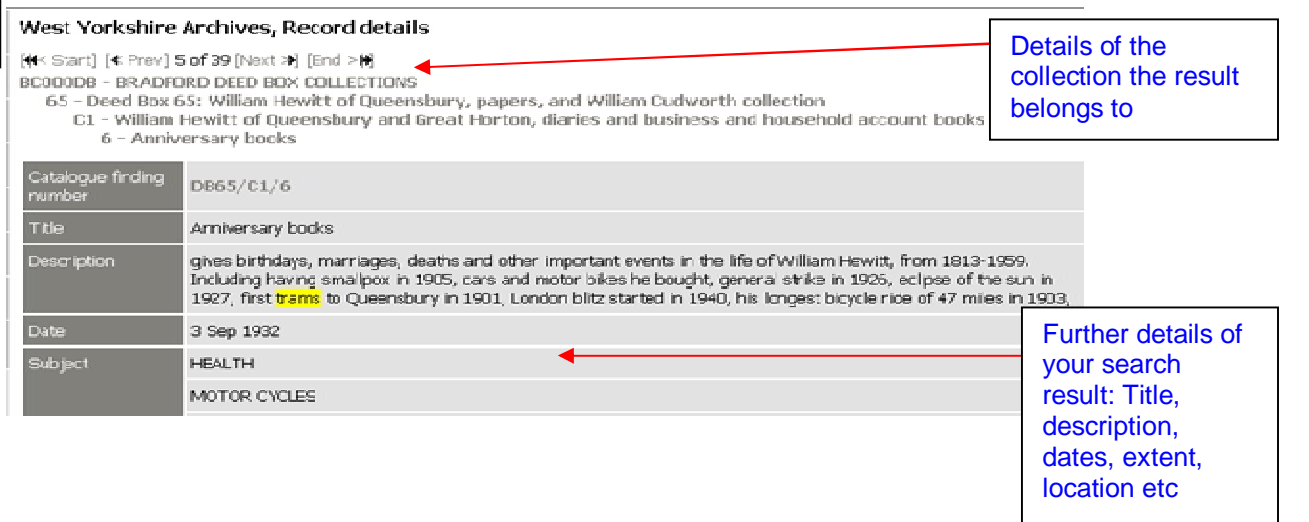 West Yorkshire Archives, Record details
[<< Start] [< Prev] 5 of 39 [Next >] [End >>]
BC000DB - BRADFORD DEED BOX COLLECTIONS
65 - Deed Box 65: William Hewitt of Queensbury, papers, and William Cudworth collection
C1 - William Hewitt of Queensbury and Great Horton, diaries and business and household account books
6 - Anniversary books
Details of the
collection the result
belongs to
Catalogue finding
number
DB65/C1/6
Title
Anniversary books
Description
gives birthdays, marriages, deaths and other important events in the life of William Hewitt, from 1813-1959.
Including having smallpox in 1905, cars and motor bikes he bought, general strike in 1926, eclipse of the sun in
1927, first trams to Queensbury in 1901, London blitz started in 1940, his longest bicycle ride of 47 miles in 1903,
Date
3 Sep 1932
Subject
HEALTH
MOTOR CYCLES
Further details of
your search
result: Title,
description,
dates, extent,
location etc